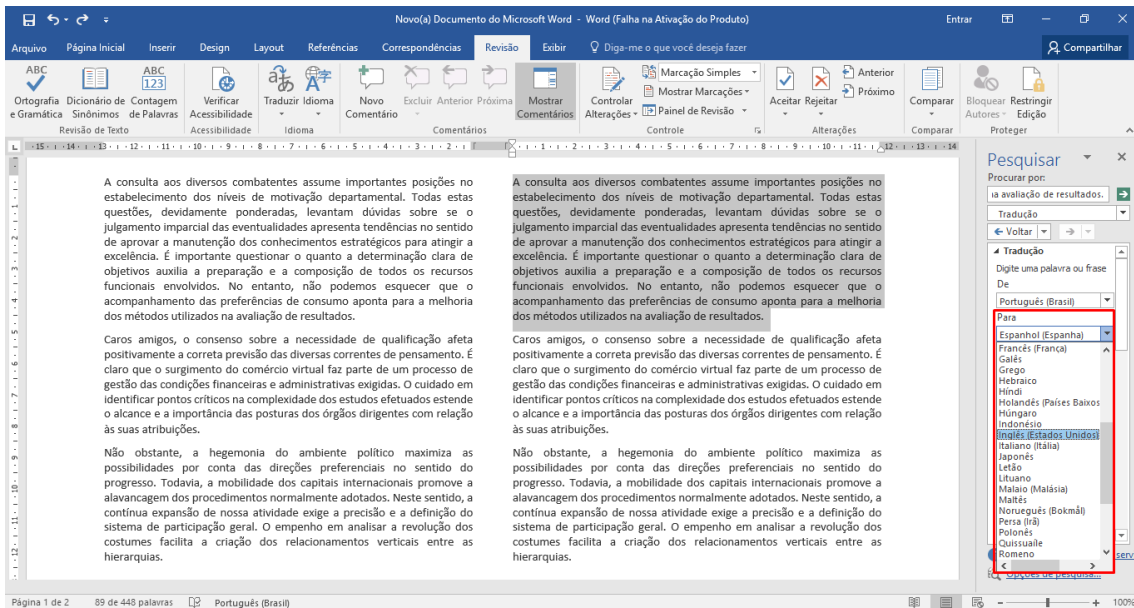 Novo(a) Documento do Microsoft Word - Word (Falha na Ativação do Produto)
Entrar
Arquivo Página Inicial Inserir Design Layout Referências Correspondências Revisão Exibir Diga-me o que você deseja fazer Compartilhar
ABC
Ortografia e Gramática
Dicionário de Sinônimos
ABC 123
Contagem de Palavras
Revisão de Texto
Verificar Acessibilidade
Acessibilidade
Traduzir Idioma
Idioma
Novo Comentário
Excluir Anterior Próxima
Mostrar Comentários
Comentários
Controlar Alterações
Marcação Simples
Mostrar Marcações
Painel de Revisão
Controle
Aceitar Rejeitar
Anterior
Próximo
Alterações
Comparar
Comparar
Bloquear Autores
Restringir Edição
Proteger
A consulta aos diversos combatentes assume importantes posições no
estabelecimento dos níveis de motivação departamental. Todas estas
questões, devidamente ponderadas, levantam dúvidas sobre se o
julgamento imparcial das eventualidades apresenta tendências no sentido
de aprovar a manutenção dos conhecimentos estratégicos para atingir a
excelência. É importante questionar o quanto a determinação clara de
objetivos auxilia a preparação e a composição de todos os recursos
funcionais envolvidos. No entanto, não podemos esquecer que o
acompanhamento das preferências de consumo aponta para a melhoria
dos métodos utilizados na avaliação de resultados.
Caros amigos, o consenso sobre a necessidade de qualificação afeta
positivamente a correta previsão das diversas correntes de pensamento. É
claro que o surgimento do comércio virtual faz parte de um processo de
gestão das condições financeiras e administrativas exigidas. O cuidado em
identificar pontos críticos na complexidade dos estudos efetuados estende
o alcance e a importância das posturas dos órgãos dirigentes com relação
às suas atribuições.
Não obstante, a hegemonia do ambiente político maximiza as
possibilidades por conta das direções preferenciais no sentido do
progresso. Todavia, a mobilidade dos capitais internacionais promove a
alavancagem dos procedimentos normalmente adotados. Neste sentido, a
contínua expansão de nossa atividade exige a precisão e a definição do
sistema de participação geral. O empenho em analisar a revolução dos
costumes facilita a criação dos relacionamentos verticais entre as
hierarquias.
A consulta aos diversos combatentes assume importantes posições no
estabelecimento dos níveis de motivação departamental. Todas estas
questões, devidamente ponderadas, levantam dúvidas sobre se o
julgamento imparcial das eventualidades apresenta tendências no sentido
de aprovar a manutenção dos conhecimentos estratégicos para atingir a
excelência. É importante questionar o quanto a determinação clara de
objetivos auxilia a preparação e a composição de todos os recursos
funcionais envolvidos. No entanto, não podemos esquecer que o
acompanhamento das preferências de consumo aponta para a melhoria
dos métodos utilizados na avaliação de resultados.
Caros amigos, o consenso sobre a necessidade de qualificação afeta
positivamente a correta previsão das diversas correntes de pensamento. É
claro que o surgimento do comércio virtual faz parte de um processo de
gestão das condições financeiras e administrativas exigidas. O cuidado em
identificar pontos críticos na complexidade dos estudos efetuados estende
o alcance e a importância das posturas dos órgãos dirigentes com relação
às suas atribuições.
Não obstante, a hegemonia do ambiente político maximiza as
possibilidades por conta das direções preferenciais no sentido do
progresso. Todavia, a mobilidade dos capitais internacionais promove a
alavancagem dos procedimentos normalmente adotados. Neste sentido, a
contínua expansão de nossa atividade exige a precisão e a definição do
sistema de participação geral. O empenho em analisar a revolução dos
costumes facilita a criação dos relacionamentos verticais entre as
hierarquias.
Pesquisar
Procurar por:
ia avaliação de resultados.
Tradução
Voltar
Tradução
Digite uma palavra ou frase
De
Português (Brasil)
Para
Espanhol (Espanha)
Francês (França)
Galês
Grego
Hebraico
Híndi
Holandês (Países Baixos
Húngaro
Indonésio
Inglês (Estados Unidos)
Italiano (Itália)
Japonês
Letão
Lituano
Malaio (Malásia)
Maltês
Norueguês (Bokmål)
Persa (Irã)
Polonês
Quissuaíle
Romeno
serv
Opções de pesquisa...
Página 1 de 2 89 de 448 palavras Português (Brasil) 100%